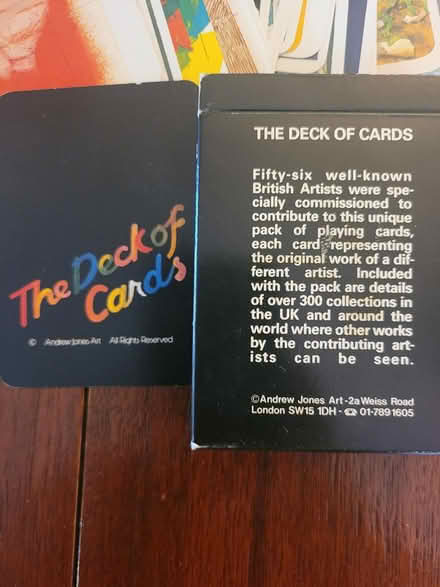 The Deck of
Cards
© Andrew Jones Art All Rights Reserved
THE DECK OF CARDS
Fifty-six well-known
British Artists were spe-
cially commissioned to
contribute to this unique
pack of playing cards,
each card representing
the original work of a dif-
ferent artist. Included
with the pack are details
of over 300 collections in
the UK and around the
world where other works
by the contributing art-
ists can be seen.
©Andrew Jones Art - 2a Weiss Road
London SW15 1DH - ☎ 01-789 1605